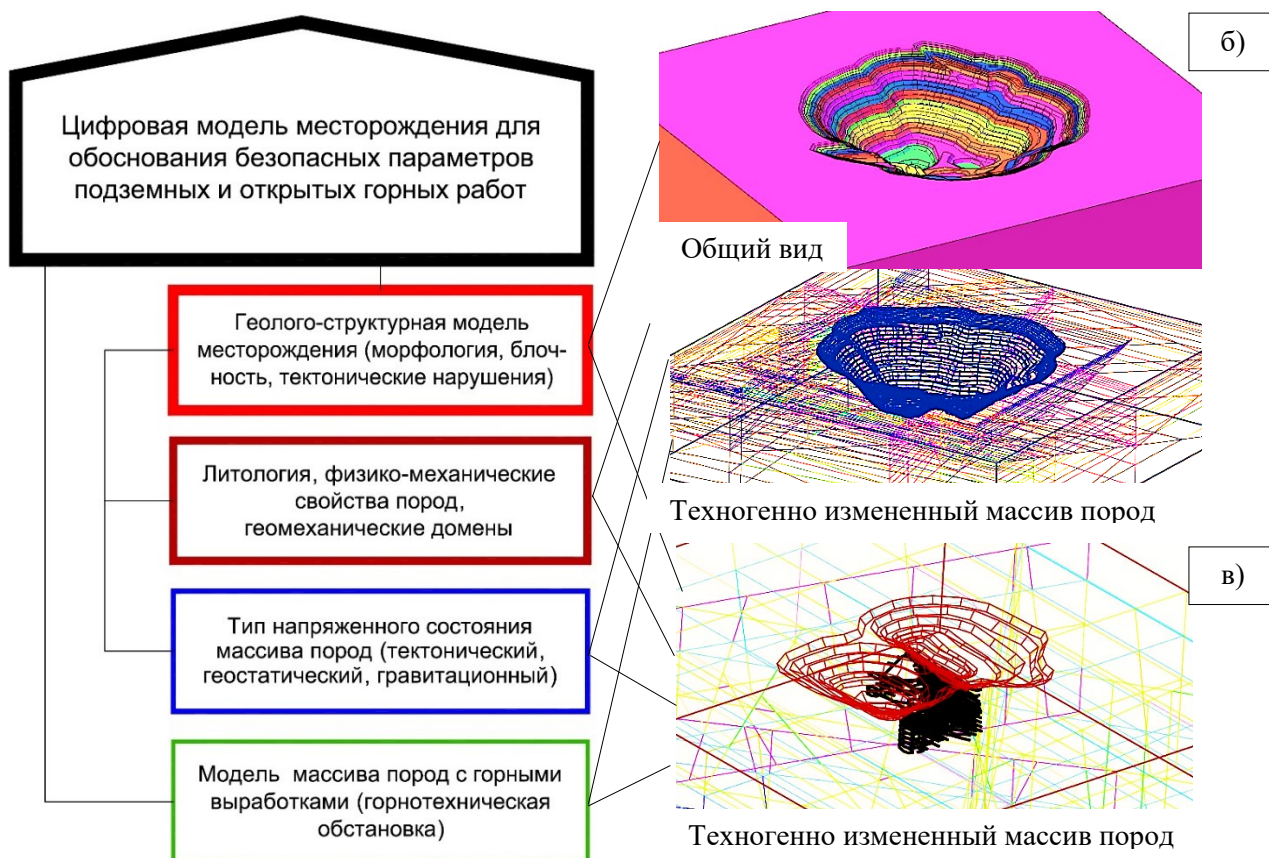 Цифровая модель месторождения для
обоснования безопасных параметров
подземных и открытых горных работ
Геолого-структурная модель
месторождения (морфология, блоч-
ность, тектонические нарушения)
Литология, физико-механические
свойства пород,
геомеханические домены
Тип напряженного состояния
массива пород (тектонический,
геостатический, гравитационный)
Модель массива пород с горными
выработками (горнотехническая
обстановка)
б)
Общий вид
Техногенно измененный массив пород
в)
Техногенно измененный массив пород